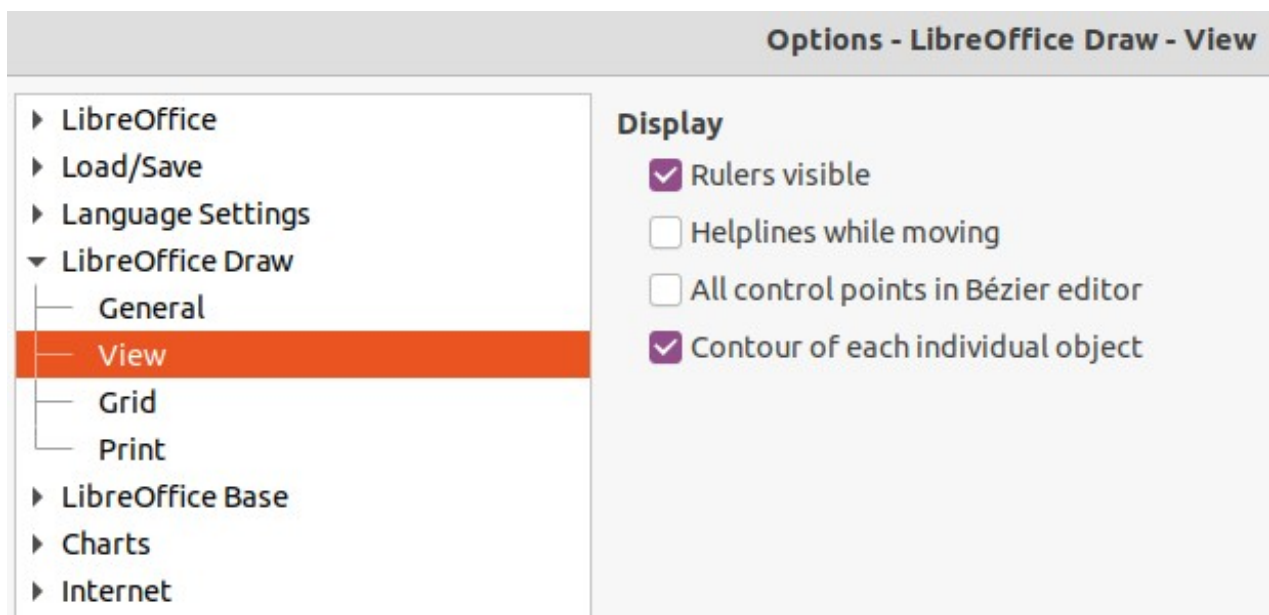 Options - LibreOffice Draw - View
LibreOffice
Load/Save
Language Settings
LibreOffice Draw
General
View
Grid
Print
LibreOffice Base
Charts
Internet
Display
Rulers visible
Helplines while moving
All control points in Bézier editor
Contour of each individual object